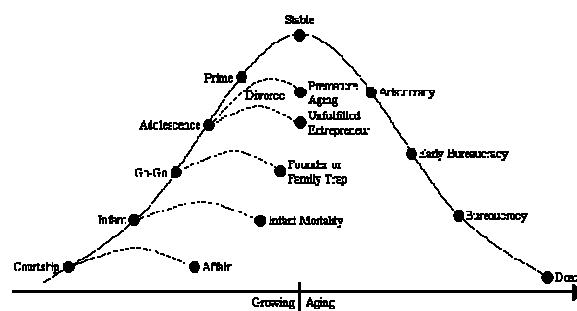 Stable
Prime
Divorce
Premature
Aging
Aristocracy
Adolescence
Unfulfilled
Entrepreneur
Early Bureaucracy
Go-Go
Founder or
Family Trap
Infant
Infant Mortality
Bureaucracy
Courtship
Affair
Growing
Aging